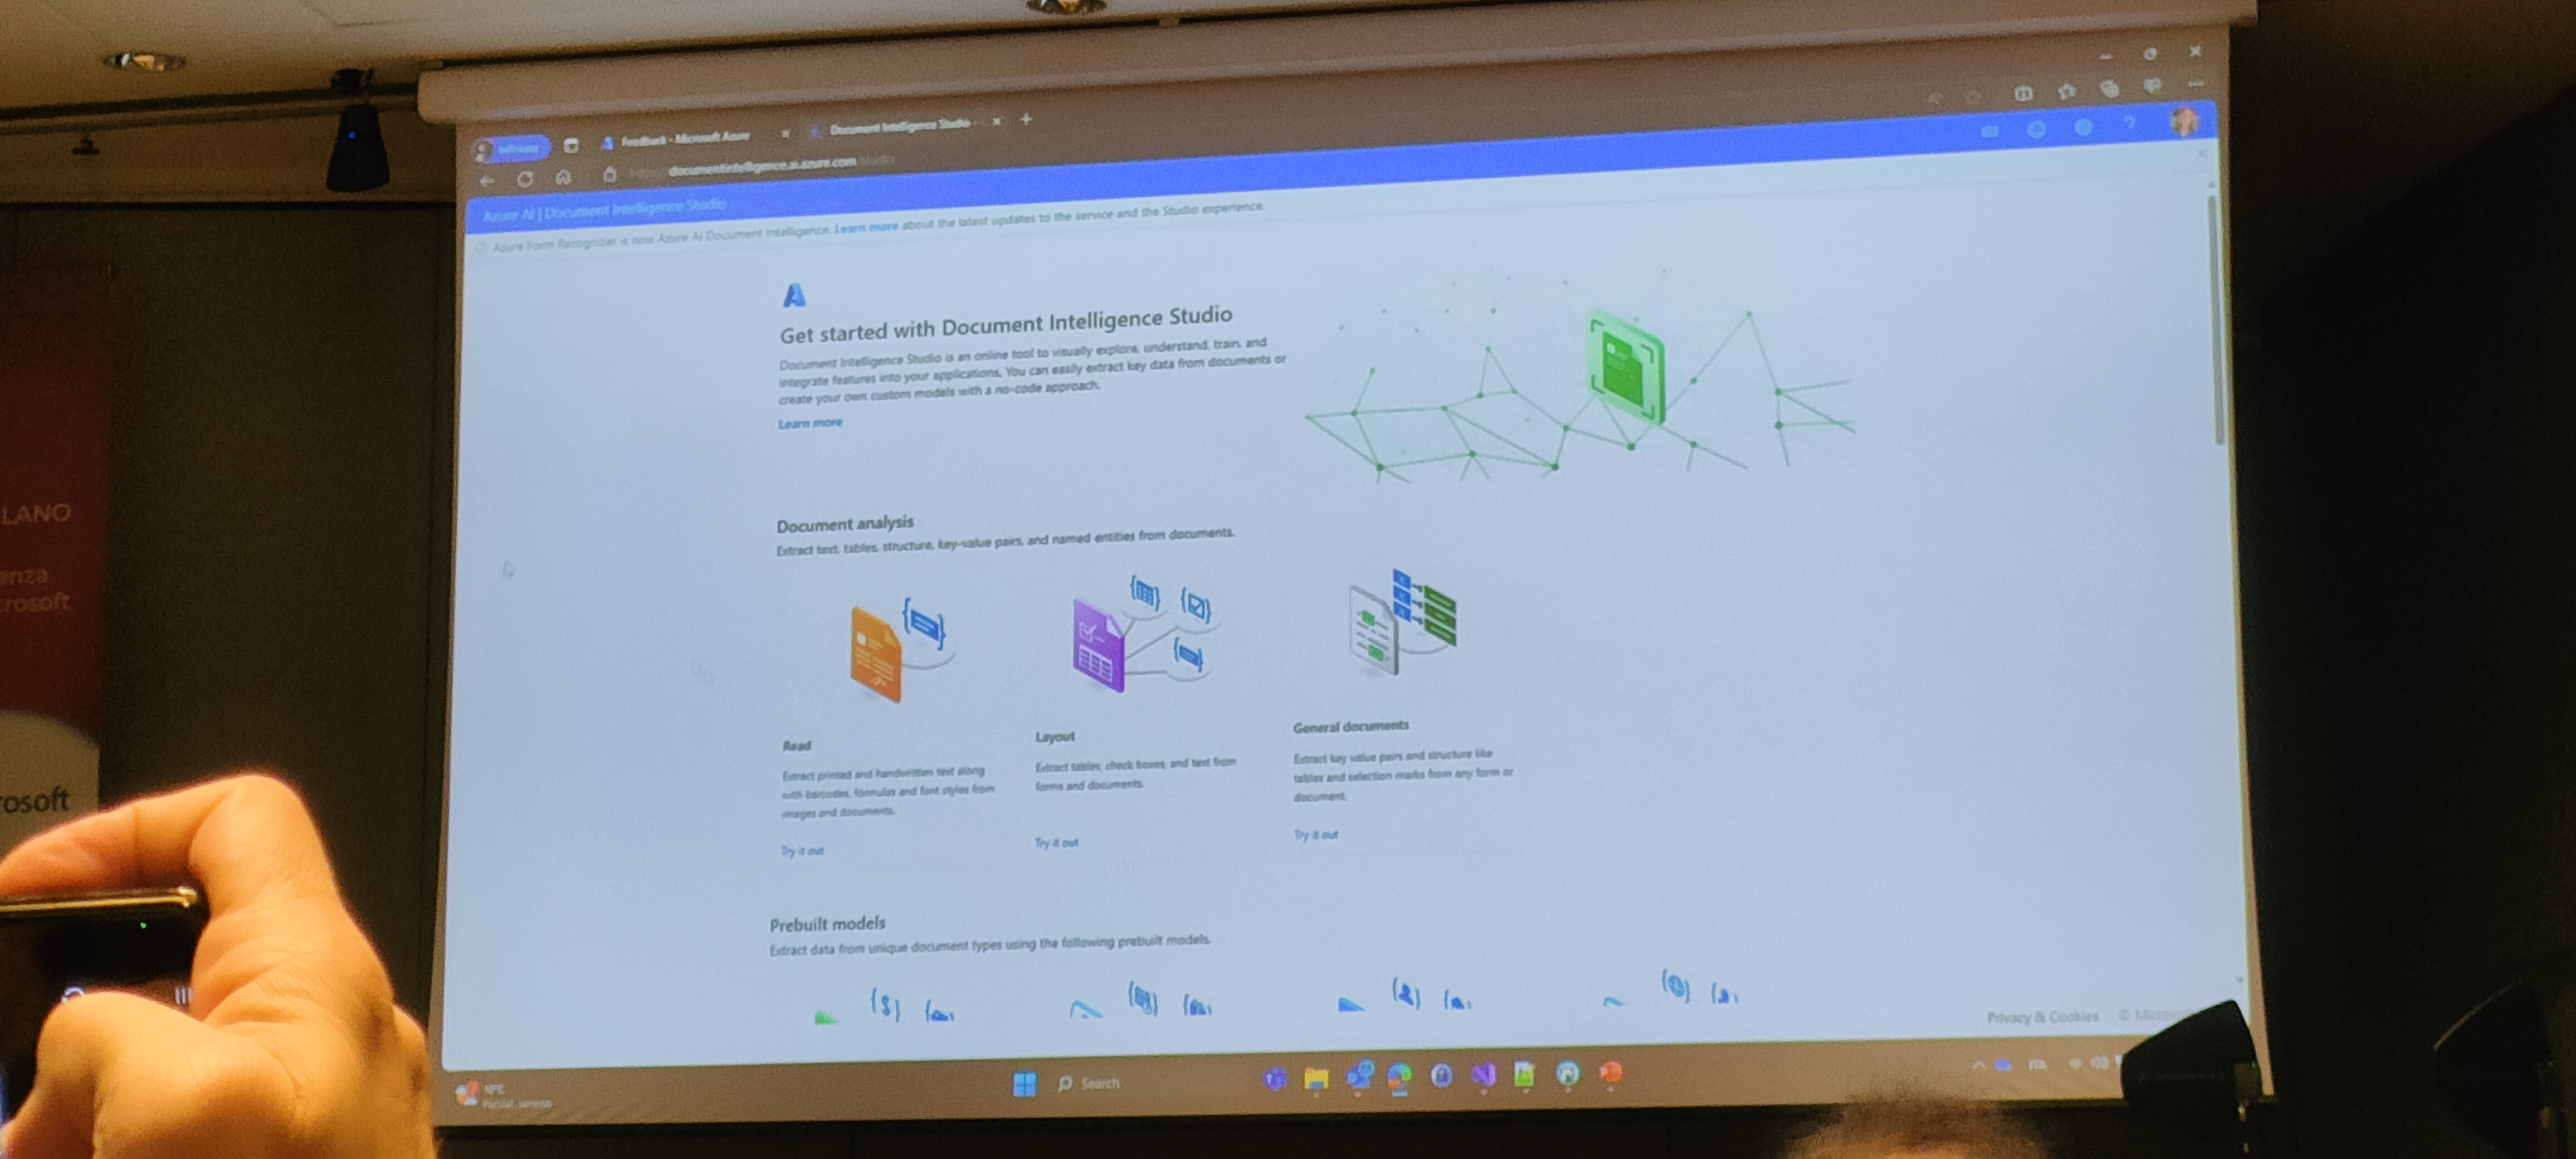 Feedback - Microsoft Azure
Document Intelligence Studio -
documentintelligence.ai.azure.com
Azure AI | Document Intelligence Studio
Azure Form Recognizer is now Azure AI Document Intelligence. Learn more about the latest updates to the service and the Studio experience.
Get started with Document Intelligence Studio
Document Intelligence Studio is an online tool to visually explore, understand, train, and
integrate features into your applications. You can easily extract key data from documents or
create your own custom models with a no-code approach.
Learn more
Document analysis
Extract text, tables, structure, key-value pairs, and named entities from documents.
Read
Extract printed and handwritten text along
with barcodes, formulas and font styles from
images and documents.
Try it out
Layout
Extract tables, check boxes, and text from
forms and documents.
Try it out
General documents
Extract key value pairs and structure like
tables and selection marks from any form or
document.
Try it out
Prebuilt models
Extract data from unique document types using the following prebuilt models.
Privacy & Cookies
Search
LANO
enza
crosoft
rosoft